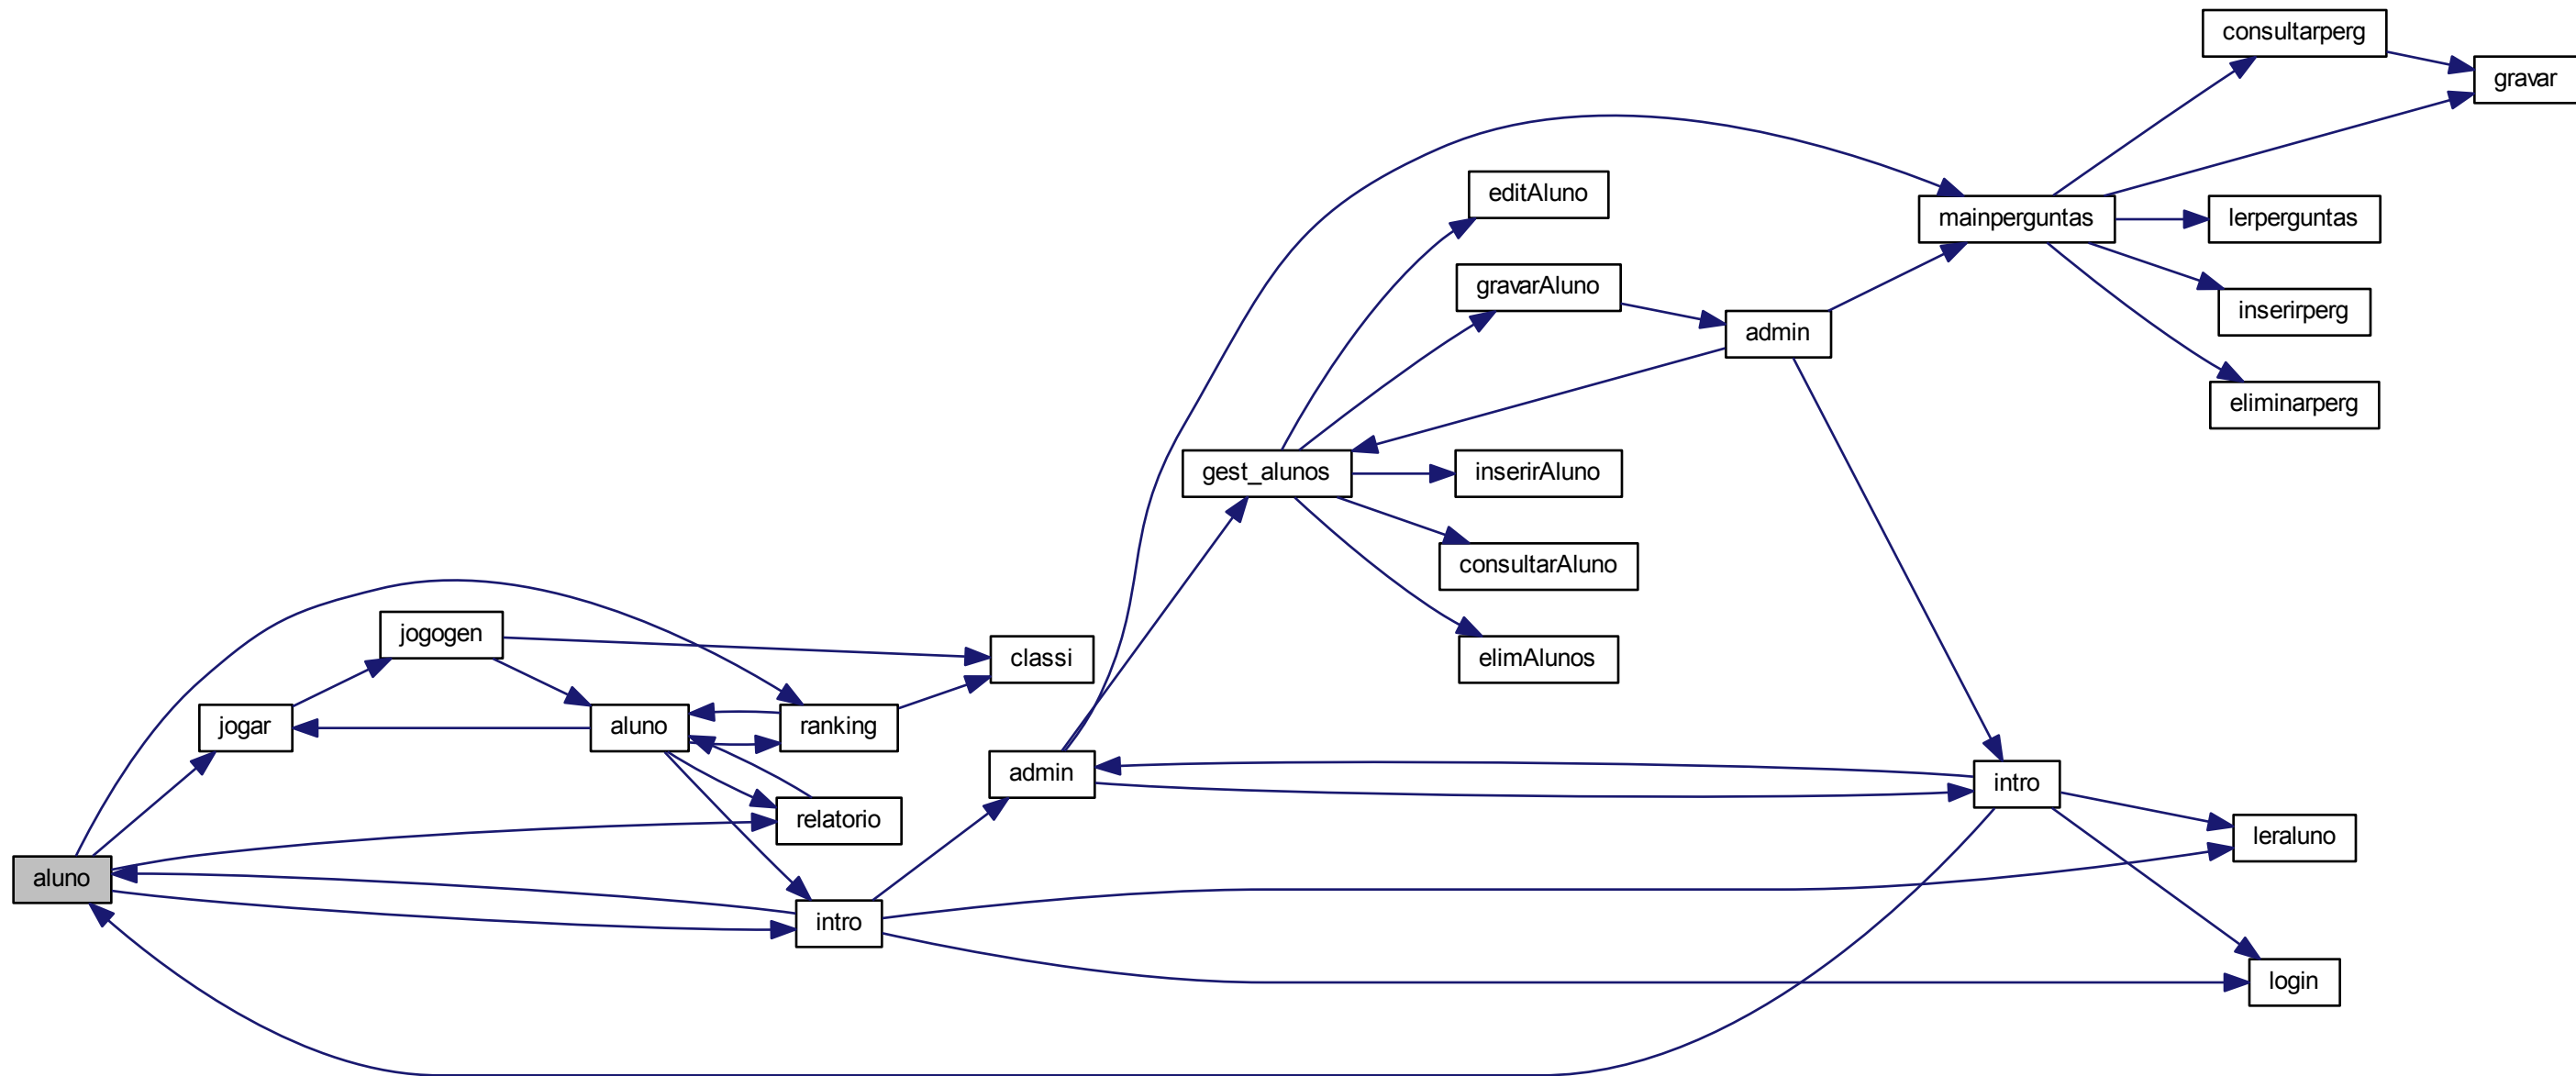 consultarperg
gravar
editAluno
mainperguntas
lerperguntas
gravarAluno
inserirperg
admin
eliminarperg
gest_alunos
inserirAluno
consultarAluno
jogogen
classi
elimAlunos
jogar
aluno
ranking
admin
intro
relatorio
leraluno
aluno
intro
login